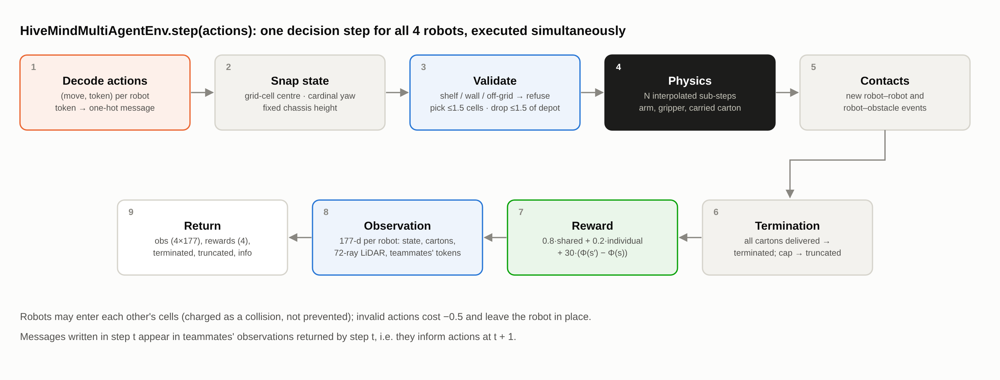 HiveMindMultiAgentEnv.step(actions): one decision step for all 4 robots, executed simultaneously
1
Decode actions
(move, token) per robot
token → one-hot message
2
Snap state
grid-cell centre · cardinal yaw
fixed chassis height
3
Validate
shelf / wall / off-grid → refuse
pick ≤1.5 cells · drop ≤1.5 of depot
4
Physics
N interpolated sub-steps
arm, gripper, carried carton
5
Contacts
new robot–robot and
robot–obstacle events
6
Termination
all cartons delivered →
terminated; cap → truncated
7
Reward
0.8·shared + 0.2·individual
+ 30·(Φ(s′) − Φ(s))
8
Observation
177-d per robot: state, cartons,
72-ray LiDAR, teammates' tokens
9
Return
obs (4×177), rewards (4),
terminated, truncated, info
Robots may enter each other's cells (charged as a collision, not prevented); invalid actions cost −0.5 and leave the robot in place.
Messages written in step t appear in teammates' observations returned by step t, i.e. they inform actions at t + 1.